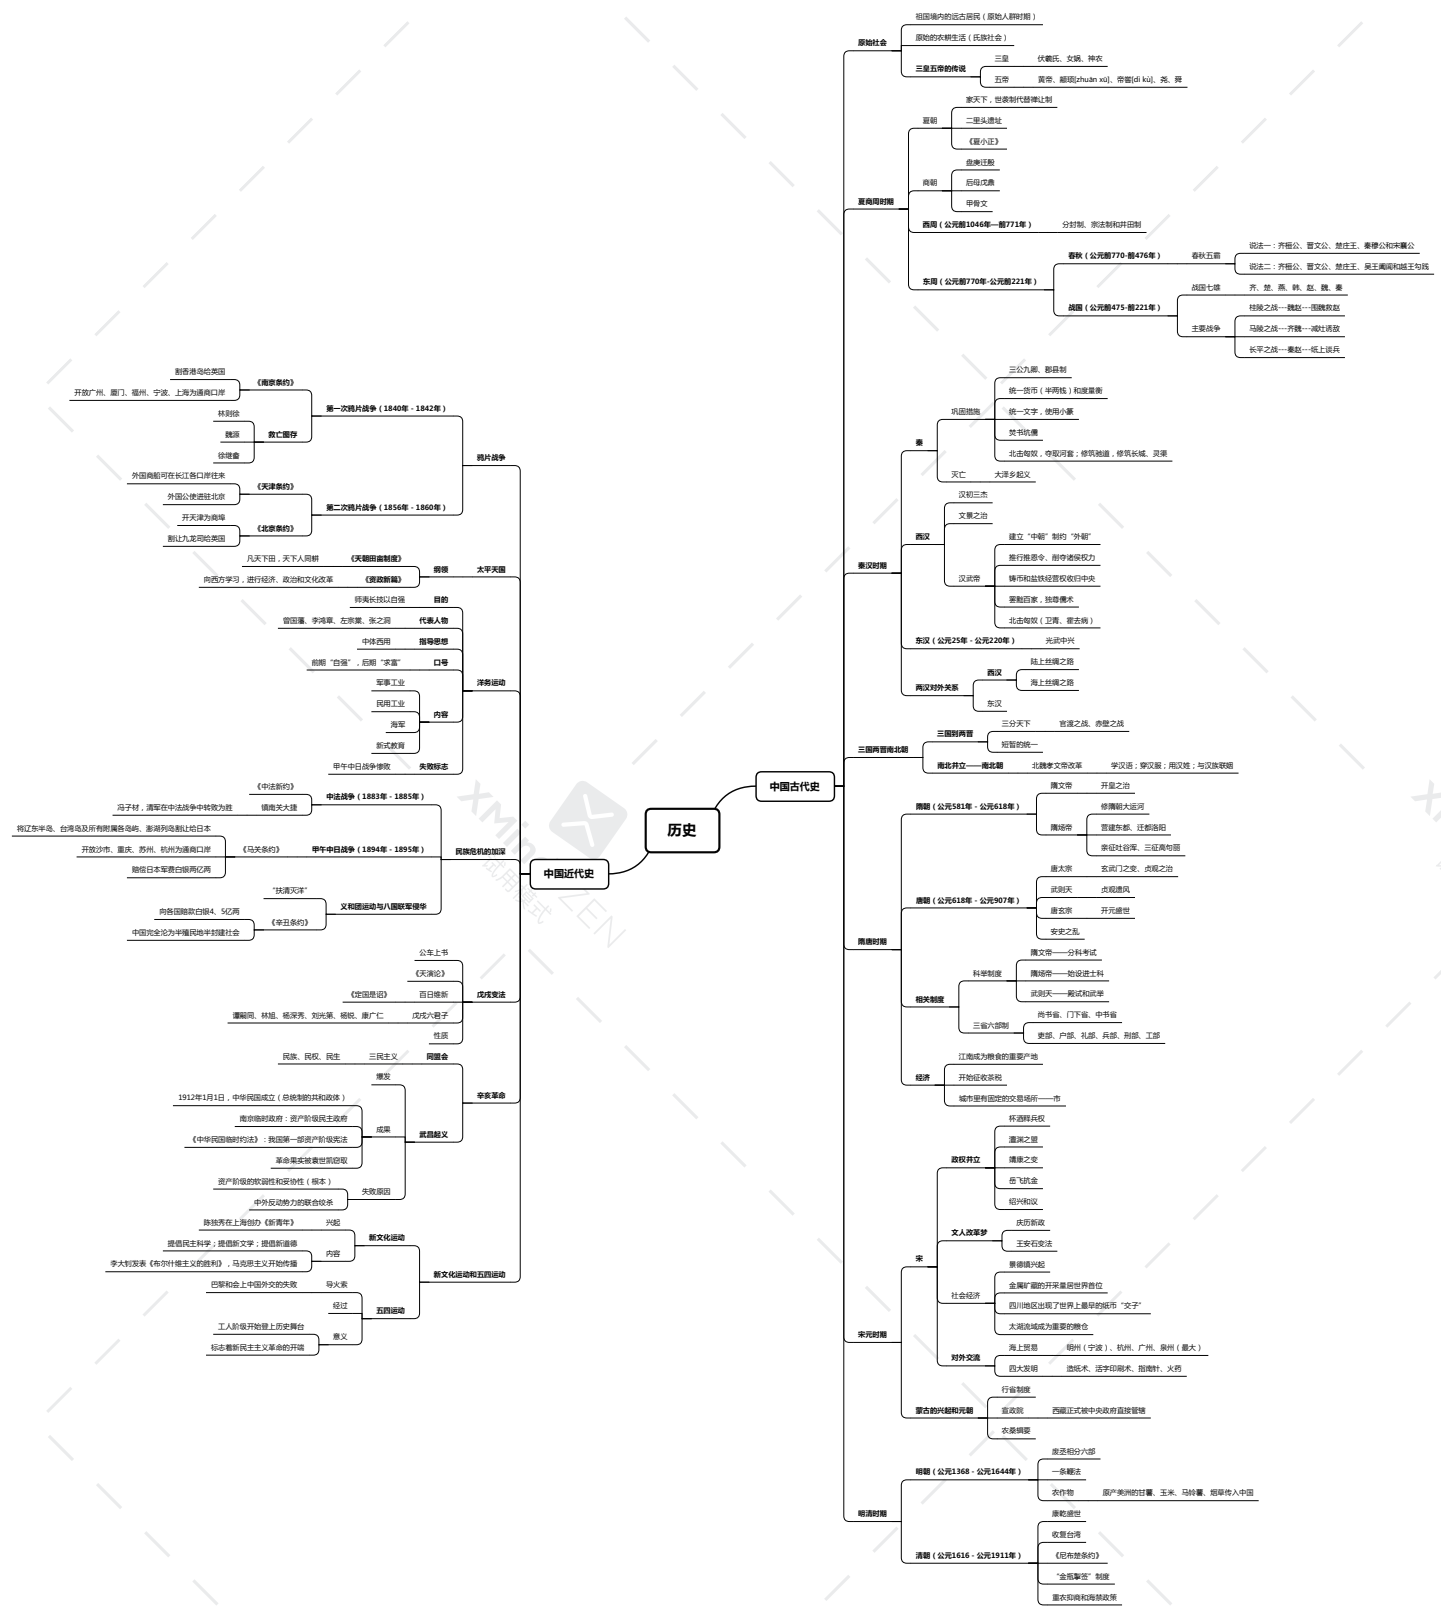 历史
中国古代史
原始社会
祖国境内的远古居民（原始人群时期）
原始的农耕生活（氏族社会）
三皇五帝的传说
三皇
伏羲氏、女娲、神农
五帝
黄帝、颛顼[zhuān xū]、帝喾[dì kù]、尧、舜
夏商周时期
夏朝
家天下，世袭制代替禅让制
二里头遗址
《夏小正》
商朝
盘庚迁殷
后母戊鼎
甲骨文
西周（公元前1046年—前771年）
分封制、宗法制和井田制
东周（公元前770年-公元前221年）
春秋（公元前770-前476年）
春秋五霸
说法一：齐桓公、晋文公、楚庄王、秦穆公和宋襄公
说法二：齐桓公、晋文公、楚庄王、吴王阖闾和越王勾践
战国（公元前475-前221年）
战国七雄
齐、楚、燕、韩、赵、魏、秦
主要战争
桂陵之战---魏赵---围魏救赵
马陵之战---齐魏---减灶诱敌
长平之战---秦赵---纸上谈兵
秦汉时期
秦
巩固措施
三公九卿、郡县制
统一货币（半两钱）和度量衡
统一文字，使用小篆
焚书坑儒
北击匈奴，夺取河套；修筑驰道，修筑长城、灵渠
灭亡
大泽乡起义
西汉
汉初三杰
文景之治
汉武帝
建立“中朝”制约“外朝”
推行推恩令、削夺诸侯权力
铸币和盐铁经营权收归中央
罢黜百家，独尊儒术
北击匈奴（卫青、霍去病）
东汉（公元25年 - 公元220年）
光武中兴
两汉对外关系
西汉
陆上丝绸之路
海上丝绸之路
东汉
三国两晋南北朝
三国到两晋
三分天下
官渡之战、赤壁之战
短暂的统一
南北并立——南北朝
北魏孝文帝改革
学汉语；穿汉服；用汉姓；与汉族联姻
隋唐时期
隋朝（公元581年 - 公元618年）
隋文帝
开皇之治
隋炀帝
修隋朝大运河
营建东都、迁都洛阳
亲征吐谷浑、三征高句丽
唐朝（公元618年 - 公元907年）
唐太宗
玄武门之变、贞观之治
武则天
贞观遗风
唐玄宗
开元盛世
安史之乱
相关制度
科举制度
隋文帝——分科考试
隋炀帝——始设进士科
武则天——殿试和武举
三省六部制
尚书省、门下省、中书省
吏部、户部、礼部、兵部、刑部、工部
经济
江南成为粮食的重要产地
开始征收茶税
城市里有固定的交易场所——市
宋元时期
宋
政权并立
杯酒释兵权
澶渊之盟
靖康之变
岳飞抗金
绍兴和议
文人改革梦
庆历新政
王安石变法
社会经济
景德镇兴起
金属矿藏的开采量居世界首位
四川地区出现了世界上最早的纸币“交子”
太湖流域成为重要的粮仓
对外交流
海上贸易
明州（宁波）、杭州、广州、泉州（最大）
四大发明
造纸术、活字印刷术、指南针、火药
蒙古的兴起和元朝
行省制度
宣政院
西藏正式被中央政府直接管辖
农桑辑要
明清时期
明朝（公元1368 - 公元1644年）
废丞相分六部
一条鞭法
农作物
原产美洲的甘薯、玉米、马铃薯、烟草传入中国
清朝（公元1616 - 公元1911年）
康乾盛世
收复台湾
《尼布楚条约》
“金瓶掣签”制度
重农抑商和海禁政策
中国近代史
鸦片战争
第一次鸦片战争（1840年 - 1842年）
《南京条约》
割香港岛给英国
开放广州、厦门、福州、宁波、上海为通商口岸
救亡图存
林则徐
魏源
徐继畬
第二次鸦片战争（1856年 - 1860年）
《天津条约》
外国商船可在长江各口岸往来
外国公使进驻北京
《北京条约》
开天津为商埠
割让九龙司给英国
太平天国
纲领
《天朝田亩制度》
凡天下田，天下人同耕
《资政新篇》
向西方学习，进行经济、政治和文化改革
洋务运动
目的
师夷长技以自强
代表人物
曾国藩、李鸿章、左宗棠、张之洞
指导思想
中体西用
口号
前期“自强”，后期“求富”
内容
军事工业
民用工业
海军
新式教育
失败标志
甲午中日战争惨败
民族危机的加深
中法战争（1883年 - 1885年）
《中法新约》
镇南关大捷
冯子材，清军在中法战争中转败为胜
甲午中日战争（1894年 - 1895年）
《马关条约》
将辽东半岛、台湾岛及所有附属各岛屿、澎湖列岛割让给日本
开放沙市、重庆、苏州、杭州为通商口岸
赔偿日本军费白银两亿两
义和团运动与八国联军侵华
“扶清灭洋”
《辛丑条约》
向各国赔款白银4、5亿两
中国完全沦为半殖民地半封建社会
戊戌变法
公车上书
《天演论》
百日维新
《定国是诏》
戊戌六君子
谭嗣同、林旭、杨深秀、刘光第、杨锐、康广仁
性质
辛亥革命
同盟会
三民主义
民族、民权、民生
武昌起义
爆发
成果
1912年1月1日，中华民国成立（总统制的共和政体）
南京临时政府：资产阶级民主政府
《中华民国临时约法》：我国第一部资产阶级宪法
革命果实被袁世凯窃取
失败原因
资产阶级的软弱性和妥协性（根本）
中外反动势力的联合绞杀
新文化运动和五四运动
新文化运动
兴起
陈独秀在上海创办《新青年》
内容
提倡民主科学；提倡新文学；提倡新道德
李大钊发表《布尔什维主义的胜利》，马克思主义开始传播
五四运动
导火索
巴黎和会上中国外交的失败
经过
意义
工人阶级开始登上历史舞台
标志着新民主主义革命的开端
试用模式
ZEN